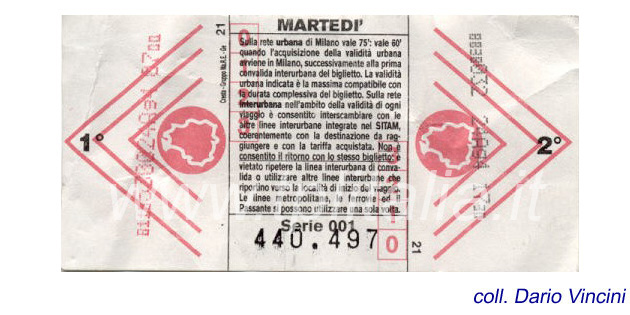 MARTEDI'
Sulla rete urbana di Milano vale 75'; vale 60'
quando l'acquisizione della validità urbana
avviene in Milano, successivamente alla prima
convalida interurbana del biglietto. La validità
urbana indicata è la massima compatibile con
la durata complessiva del biglietto. Sulla rete
interurbana nell'ambito della validità di ogni
viaggio è consentito interscambiare con le
altre linee interurbane integrate nel SITAM,
coerentemente con la destinazione da rag-
giungere e con la tariffa acquistata. Non è
consentito il ritorno con lo stesso biglietto; è
vietato ripetere la linea interurbana di conva-
lida o utilizzare altre linee interurbane che
riportino verso la località di inizio del viaggio.
Le linee metropolitane, le ferrovie ed il
Passante si possono utilizzare una sola volta.
Serie 001
440.497
1°
2°
21
21
0
coll. Dario Vincini